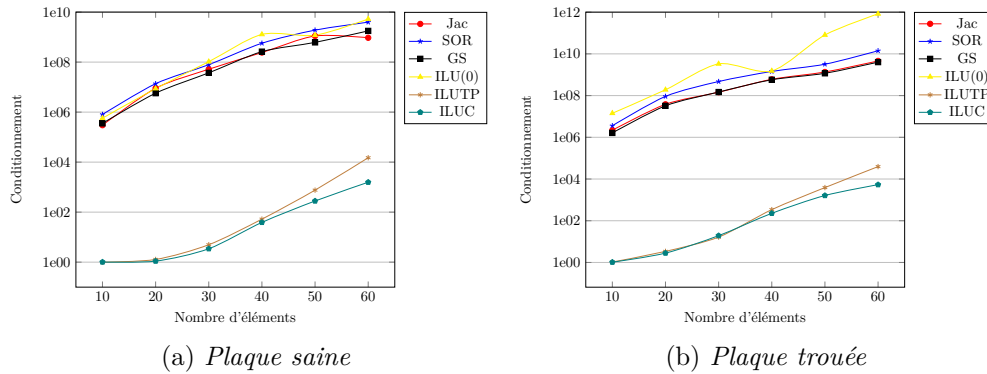 1e10
1e08
1e06
1e04
1e02
1e00
10 20 30 40 50 60
Conditionnement
Nombre d'éléments
Jac
SOR
GS
ILU(0)
ILUTP
ILUC
(a) Plaque saine
1e12
1e10
1e08
1e06
1e04
1e02
1e00
10 20 30 40 50 60
Conditionnement
Nombre d'éléments
Jac
SOR
GS
ILU(0)
ILUTP
ILUC
(b) Plaque trouée